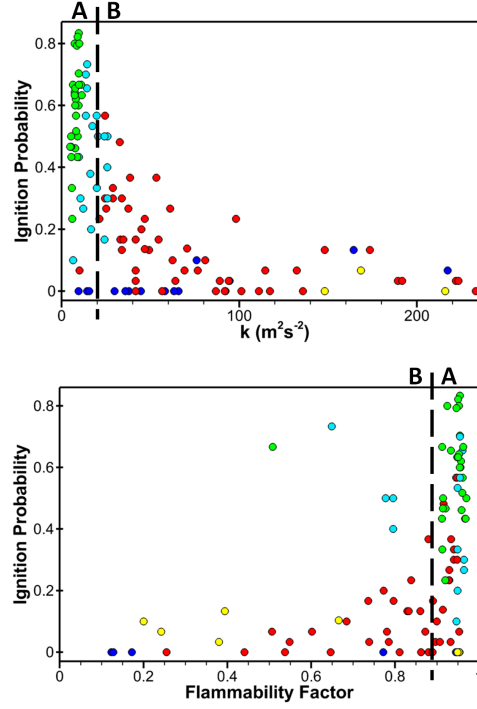 A B
0.8
0.6
0.4
0.2
0
Ignition Probability
0 100 200
k (m²s⁻²)
B A
0.8
0.6
0.4
0.2
0
Ignition Probability
0 0.2 0.4 0.6 0.8 1
Flammability Factor